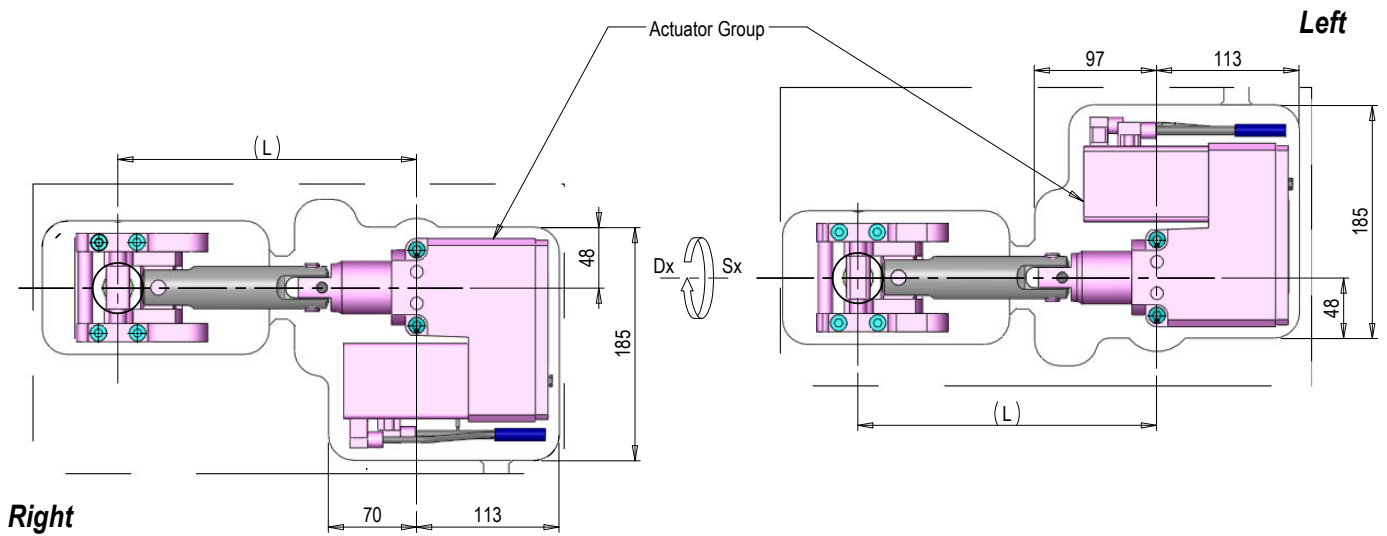 Actuator Group
Left
97
113
(L)
185
48
Dx
Sx
48
185
(L)
70
113
Right